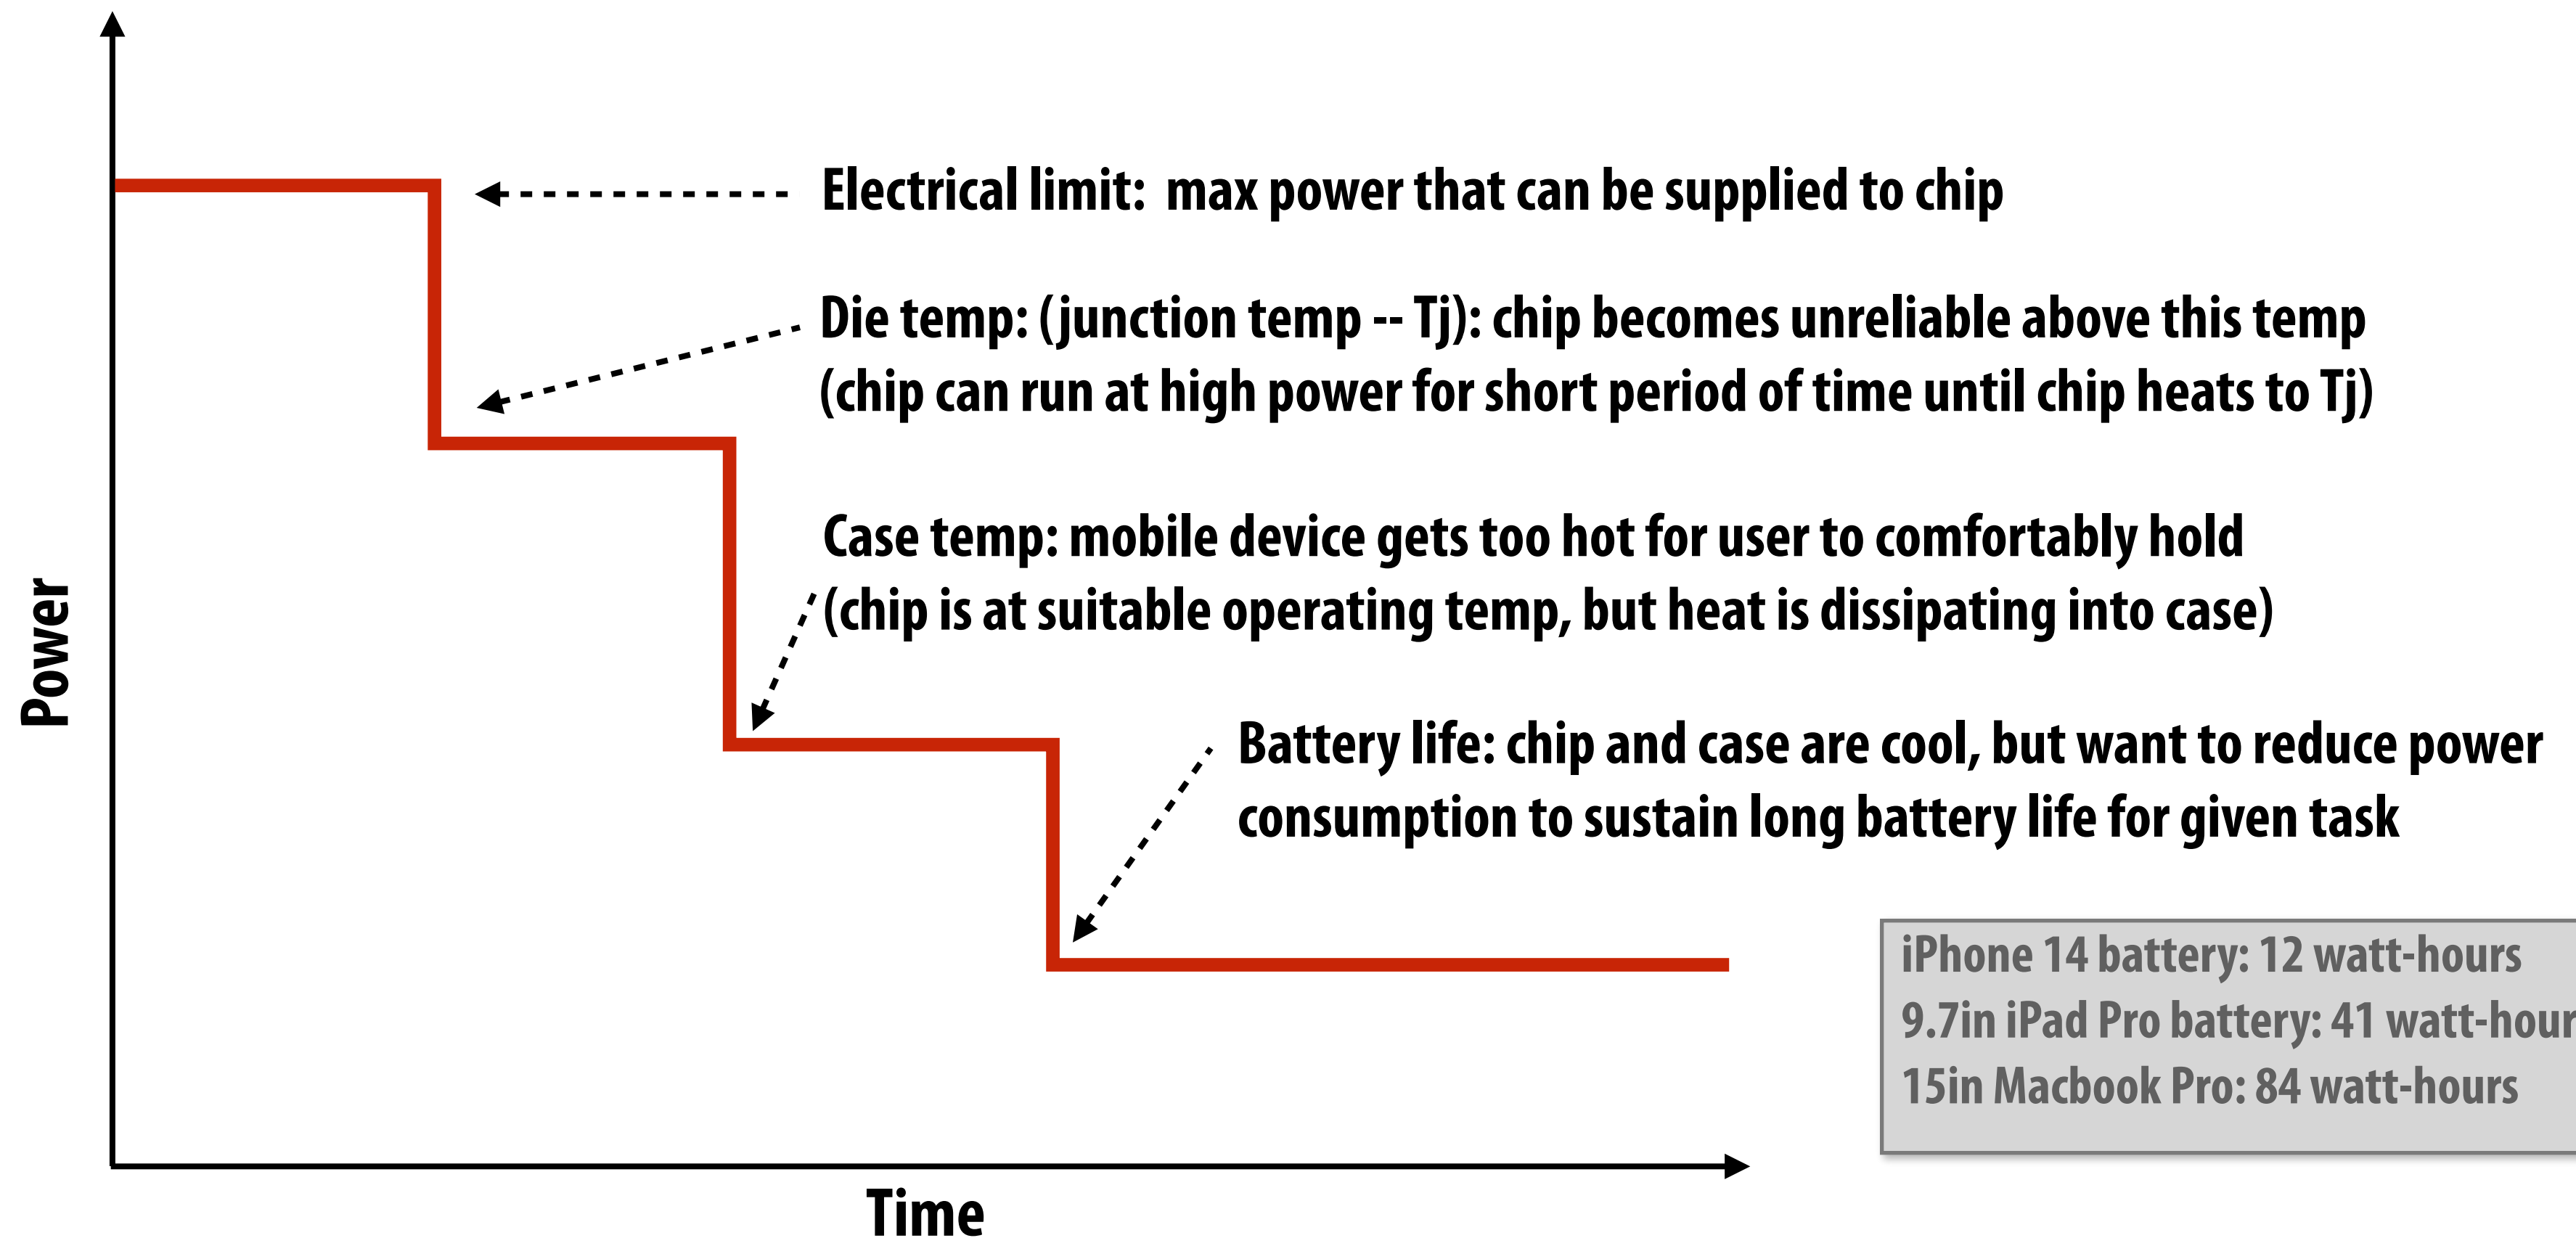 Electrical limit: max power that can be supplied to chip
Die temp: (junction temp -- Tj): chip becomes unreliable above this temp
(chip can run at high power for short period of time until chip heats to Tj)
Case temp: mobile device gets too hot for user to comfortably hold
(chip is at suitable operating temp, but heat is dissipating into case)
Power
Battery life: chip and case are cool, but want to reduce power
consumption to sustain long battery life for given task
iPhone 14 battery: 12 watt-hours
9.7in iPad Pro battery: 41 watt-hour
15in Macbook Pro: 84 watt-hours
Time